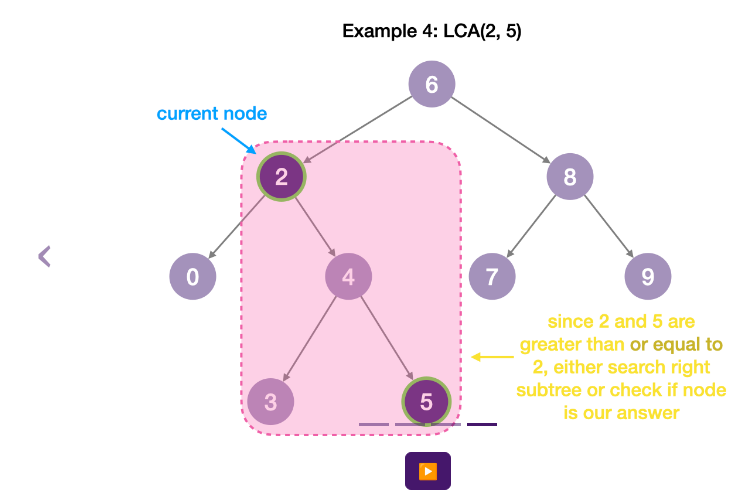 Example 4: LCA(2, 5)
6
current node
2
8
0
4
7
9
since 2 and 5 are
greater than or equal to
2, either search right
subtree or check if node
is our answer
3
5